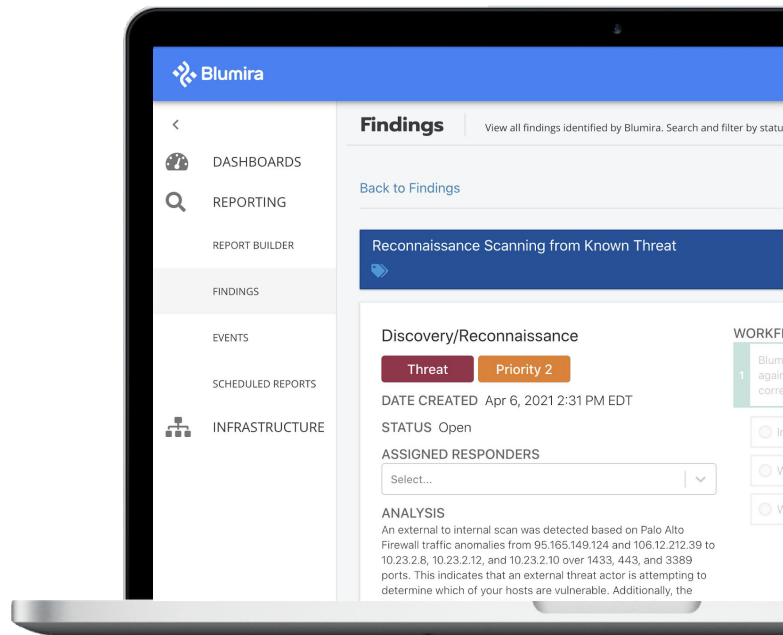 Blumira
Findings
View all findings identified by Blumira. Search and filter by statu
DASHBOARDS
REPORTING
REPORT BUILDER
FINDINGS
EVENTS
SCHEDULED REPORTS
INFRASTRUCTURE
Back to Findings
Reconnaissance Scanning from Known Threat
Discovery/Reconnaissance
Threat
Priority 2
DATE CREATED Apr 6, 2021 2:31 PM EDT
STATUS Open
ASSIGNED RESPONDERS
Select...
ANALYSIS
An external to internal scan was detected based on Palo Alto
Firewall traffic anomalies from 95.165.149.124 and 106.12.212.39 to
10.23.2.8, 10.23.2.12, and 10.23.2.10 over 1433, 443, and 3389
ports. This indicates that an external threat actor is attempting to
determine which of your hosts are vulnerable. Additionally, the
1
Blum
again
corre